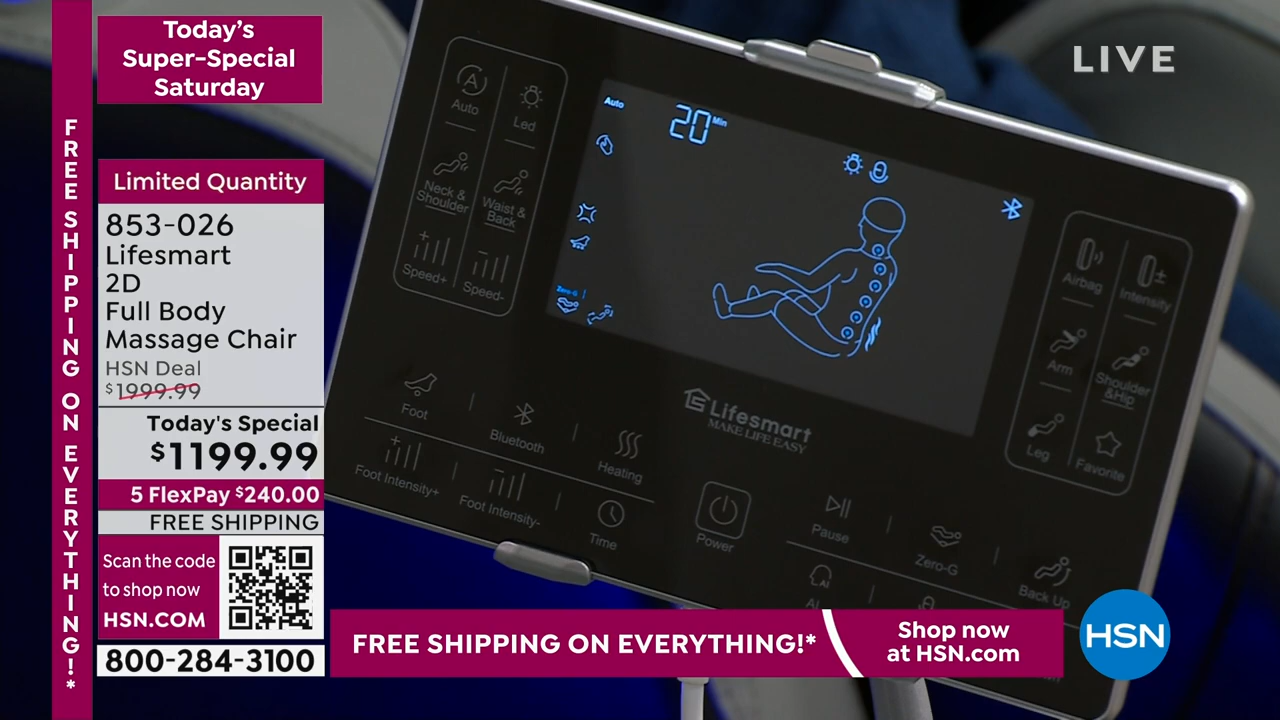 Today's
Super-Special
Saturday
FREE SHIPPING ON EVERYTHING!*
Limited Quantity
853-026
Lifesmart
2D
Full Body
Massage Chair
HSN Deal
$1999.99
Today's Special
$1199.99
5 FlexPay $240.00
FREE SHIPPING
Scan the code
to shop now
HSN.COM
800-284-3100
LIVE
Auto
Led
Neck &
Shoulder
Waist &
Back
Speed+
Speed-
Auto
20 Min
Zero-G
Airbag
Intensity
Arm
Shoulder
&Hip
Leg
Favorite
Lifesmart
MAKE LIFE EASY
Foot
Bluetooth
Heating
Foot Intensity+
Foot Intensity-
Time
Power
Pause
Zero-G
Back Up
AI
FREE SHIPPING ON EVERYTHING!*
Shop now
at HSN.com
HSN